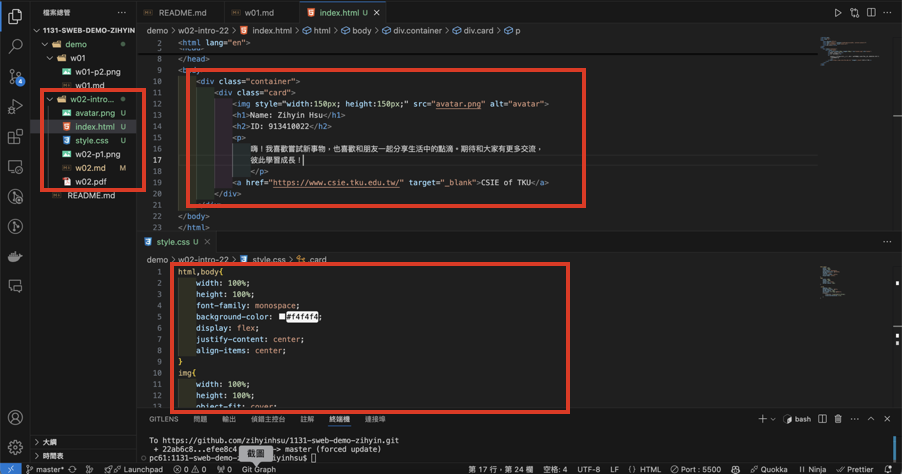 檔案總管 ···
README.md
w01.md
index.html U ×
1131-SWEB-DEMO-ZIHYIN
demo
w01
w01-p2.png
w01.md
w02-intro...
avatar.png U
index.html U
style.css U
w02-p1.png
w02.md M
w02.pdf
README.md
demo > w02-intro-22 > index.html > html > body > div.container > div.card > p
2 <html lang="en">
8 </head>
9
10 <div class="container">
11 <div class="card">
12 <img style="width:150px; height:150px;" src="avatar.png" alt="avatar">
13 <h1>Name: Zihyin Hsu</h1>
14 <h2>ID: 913410022</h2>
15 <p>
16 嗨！我喜歡嘗試新事物，也喜歡和朋友一起分享生活中的點滴。期待和大家有更多交流，
17 彼此學習成長！
18 </p>
19 <a href="https://www.csie.tku.edu.tw/" target="_blank">CSIE of TKU</a>
20 </div>
21
22 </body>
23 </html>
style.css U ×
demo > w02-intro-22 > style.css > .card
1 html,body{
2 width: 100%;
3 height: 100%;
4 font-family: monospace;
5 background-color: #f4f4f4;
6 display: flex;
7 justify-content: center;
8 align-items: center;
9 }
10 img{
11 width: 100%;
12 height: 100%;
13 object-fit: cover;
GITLENS 問題 輸出 偵錯主控台 註解 終端機 連接埠
bash
To https://github.com/zihyinhsu/1131-sweb-demo-zihyin.git
-> master (forced update)
大綱
時間表
截圖
4
master*
Launchpad
0 0
0
Git Graph
第 17 行，第 24 欄 空格: 4 UTF-8 LF HTML Port : 5500 Quokka Ninja Prettier